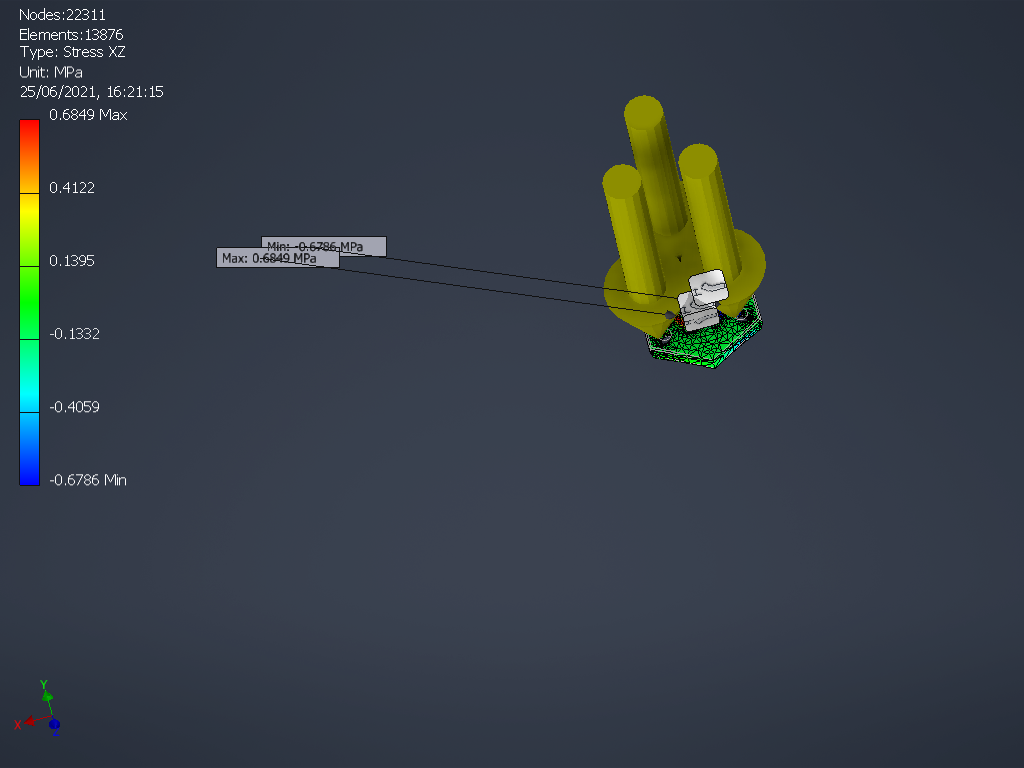 Nodes:22311
Elements:13876
Type: Stress XZ
Unit: MPa
25/06/2021, 16:21:15
0.6849 Max
0.4122
0.1395
-0.1332
-0.4059
-0.6786 Min
Min: -0.6786 MPa
Max: 0.6849 MPa
Y
X
Z